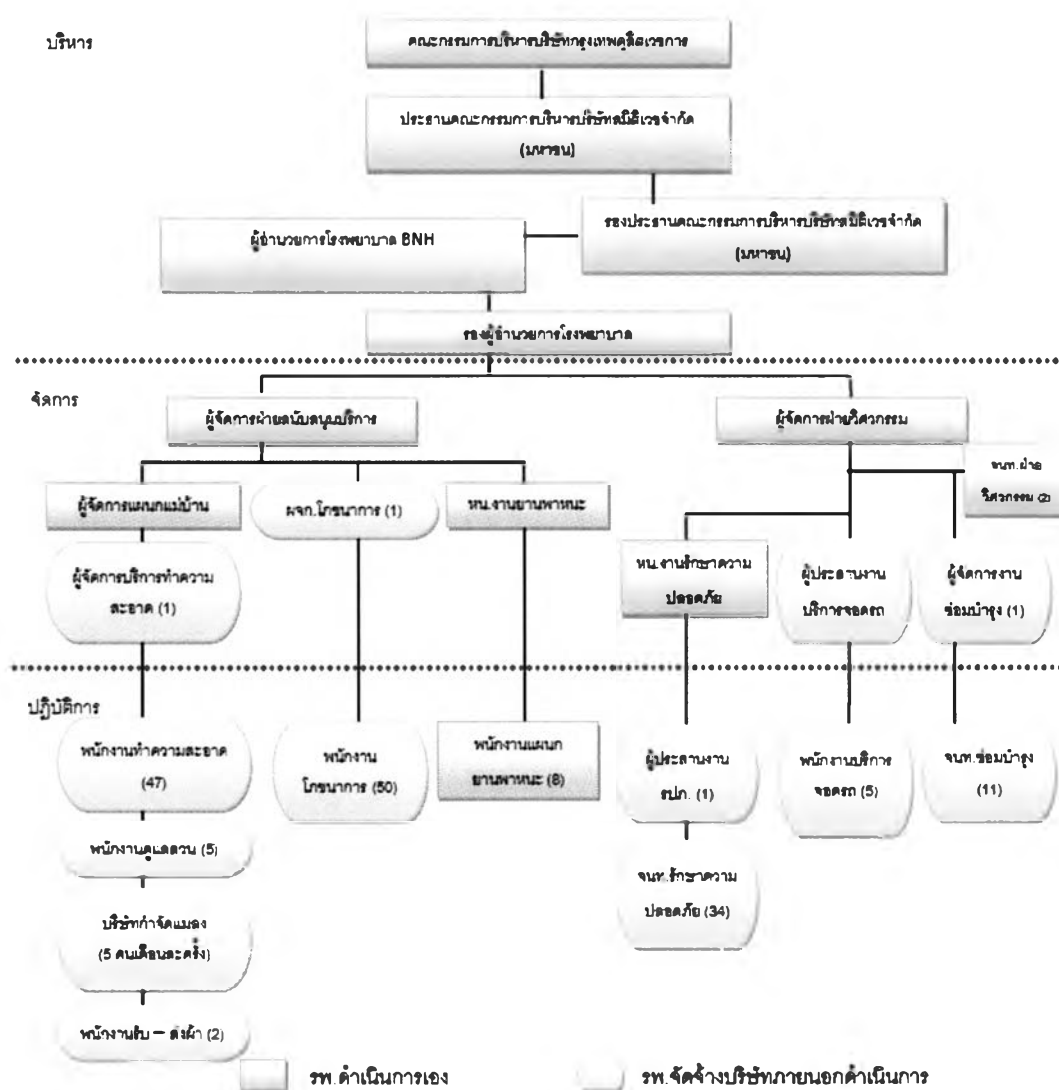 บริหาร
คณะกรรมการบริหารบริษัทกรุงเทพดุสิตเวชการ
ประธานคณะกรรมการบริหารบริษัทสมิติเวชจำกัด
(มหาชน)
รองประธานคณะกรรมการบริหารบริษัทสมิติเวชจำกัด
(มหาชน)
ผู้อำนวยการโรงพยาบาล BNH
รองผู้อำนวยการโรงพยาบาล
จัดการ
ผู้จัดการฝ่ายสนับสนุนบริการ
ผู้จัดการฝ่ายวิศวกรรม
จนท.ฝ่าย
วิศวกรรม (2)
ผู้จัดการแผนกแม่บ้าน
ผจก.โภชนาการ (1)
หน.งานยานพาหนะ
ผู้จัดการบริการทำความ
สะอาด (1)
หน.งานรักษาความ
ปลอดภัย
ผู้ประสานงาน
บริการจอดรถ
ผู้จัดการงาน
ซ่อมบำรุง (1)
ปฏิบัติการ
พนักงานทำความสะอาด
(47)
พนักงาน
โภชนาการ (50)
พนักงานแผนก
ยานพาหนะ (8)
ผู้ประสานงาน
รปภ. (1)
พนักงานบริการ
จอดรถ (5)
จนท.ซ่อมบำรุง
(11)
พนักงานดูแลสวน (5)
จนท.รักษาความ
ปลอดภัย (34)
บริษัทกำจัดแมลง
(5 คนเดือนละครั้ง)
พนักงานรับ – ส่งผ้า (2)
รพ.ดำเนินการเอง
รพ.จัดจ้างบริษัทภายนอกดำเนินการ